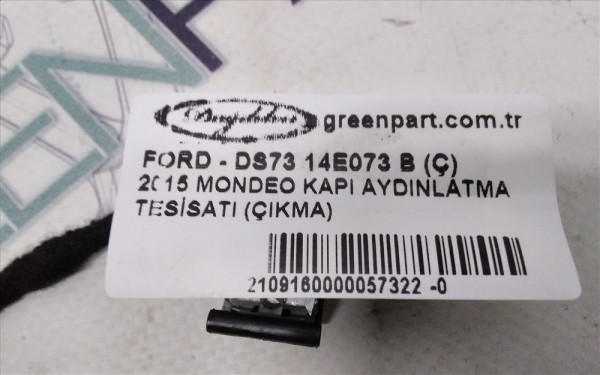 greenpart.com.tr
FORD - DS73 14E073 B (Ç)
2015 MONDEO KAPI AYDINLATMA
TESİSATI (ÇIKMA)
2109160000057322 -0